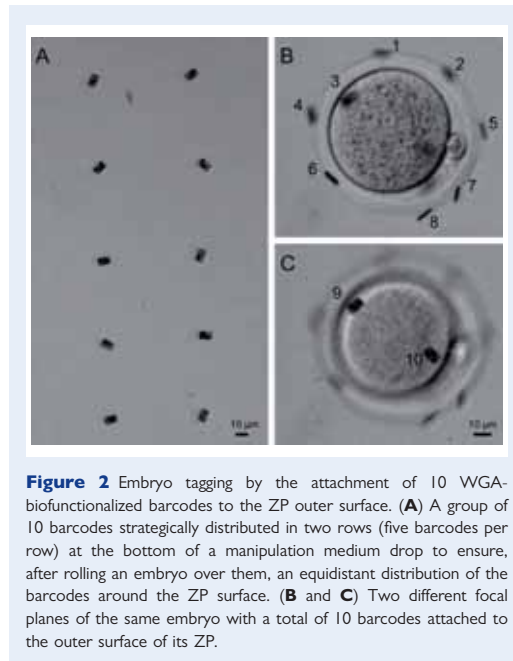 A
B
1
2
3
4
5
6
7
8
C
9
10
10 µm
10 µm
Figure 2 Embryo tagging by the attachment of 10 WGA-
biofunctionalized barcodes to the ZP outer surface. (A) A group of
10 barcodes strategically distributed in two rows (five barcodes per
row) at the bottom of a manipulation medium drop to ensure,
after rolling an embryo over them, an equidistant distribution of the
barcodes around the ZP surface. (B and C) Two different focal
planes of the same embryo with a total of 10 barcodes attached to
the outer surface of its ZP.